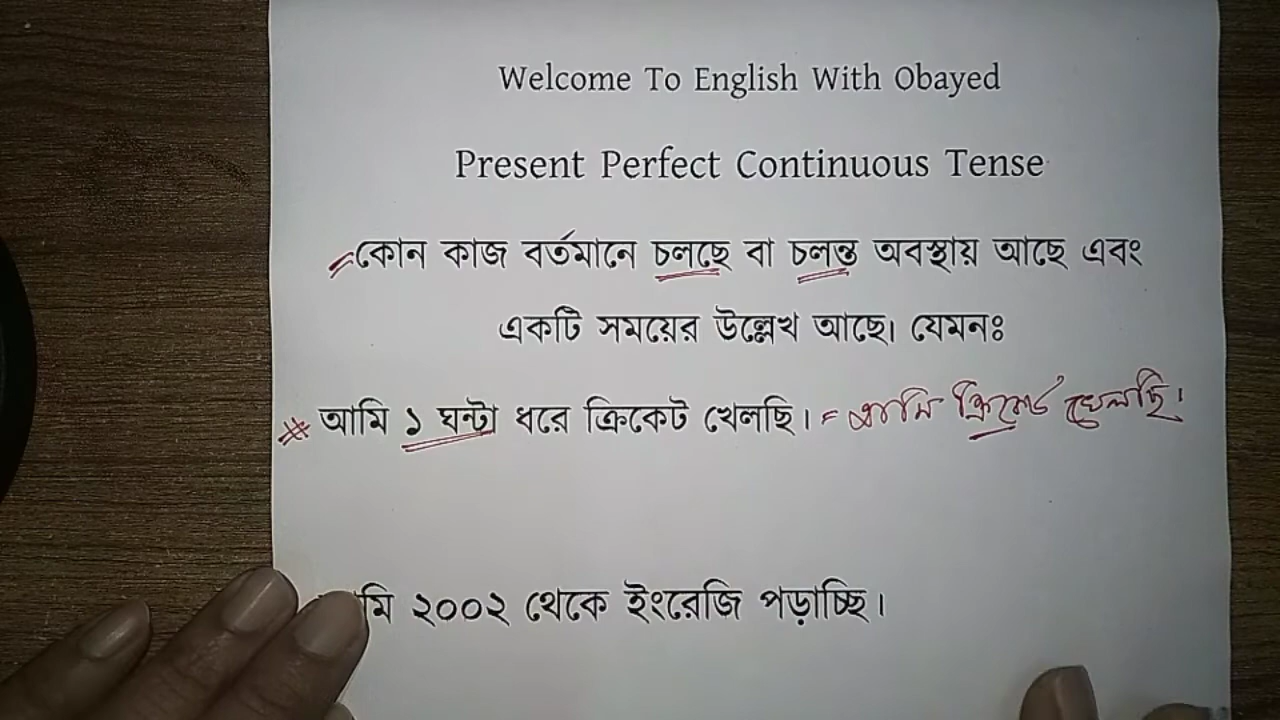 Welcome To English With Obayed
Present Perfect Continuous Tense
কোন কাজ বর্তমানে চলছে বা চলন্ত অবস্থায় আছে এবং
একটি সময়ের উল্লেখ আছে। যেমনঃ
* আমি ১ ঘন্টা ধরে ক্রিকেট খেলছি। = আমি ক্রিকেট খেলছি।
মি ২০০২ থেকে ইংরেজি পড়াচ্ছি।